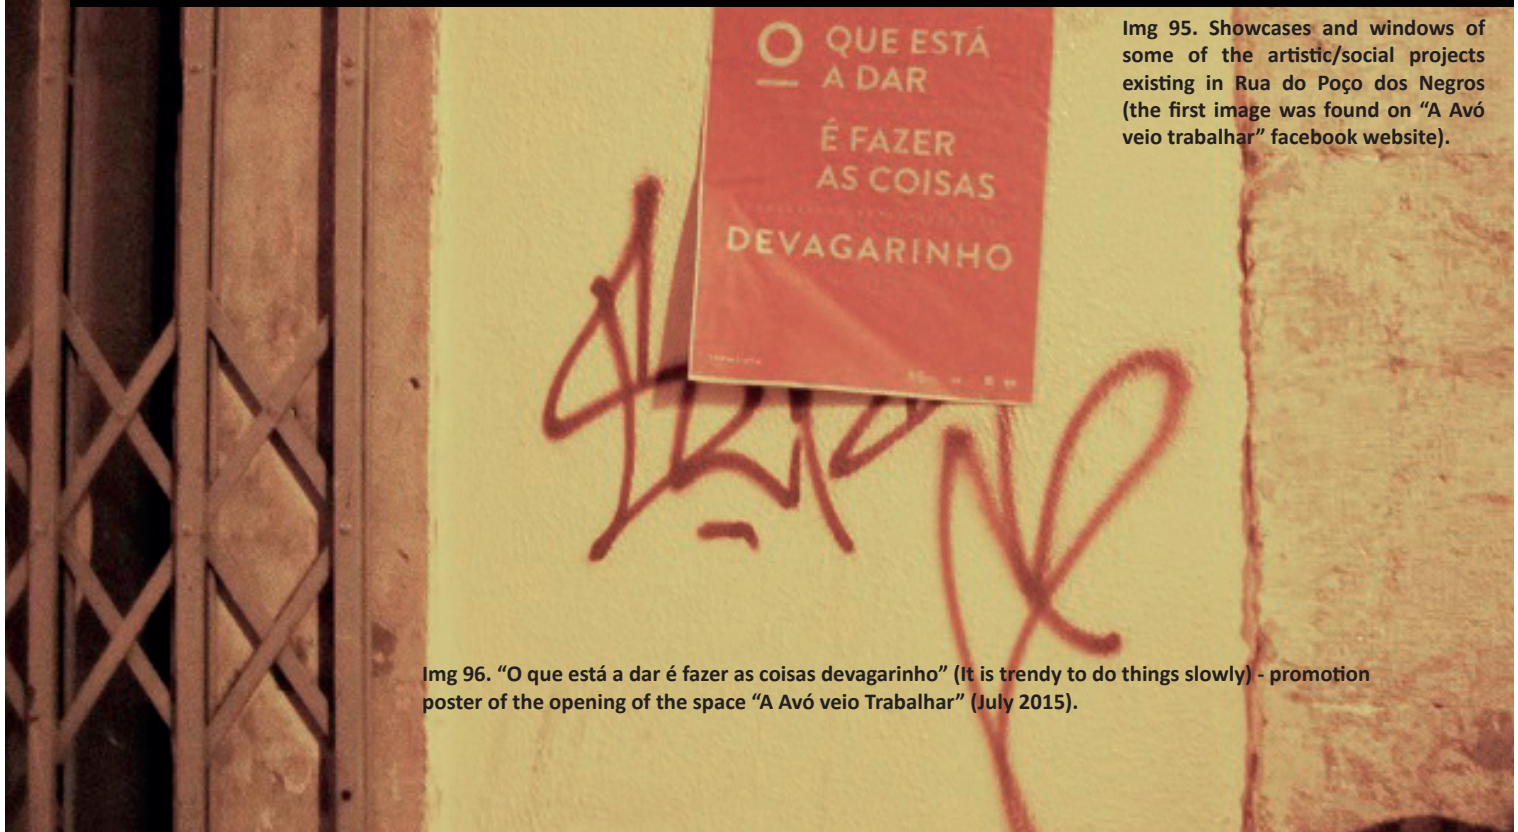 Img 95. Showcases and windows of
some of the artistic/social projects
existing in Rua do Poço dos Negros
(the first image was found on “A Avó
veio trabalhar” facebook website).
O QUE ESTÁ
A DAR
É FAZER
AS COISAS
DEVAGARINHO
Img 96. “O que está a dar é fazer as coisas devagarinho” (It is trendy to do things slowly) - promotion
poster of the opening of the space “A Avó veio Trabalhar” (July 2015).